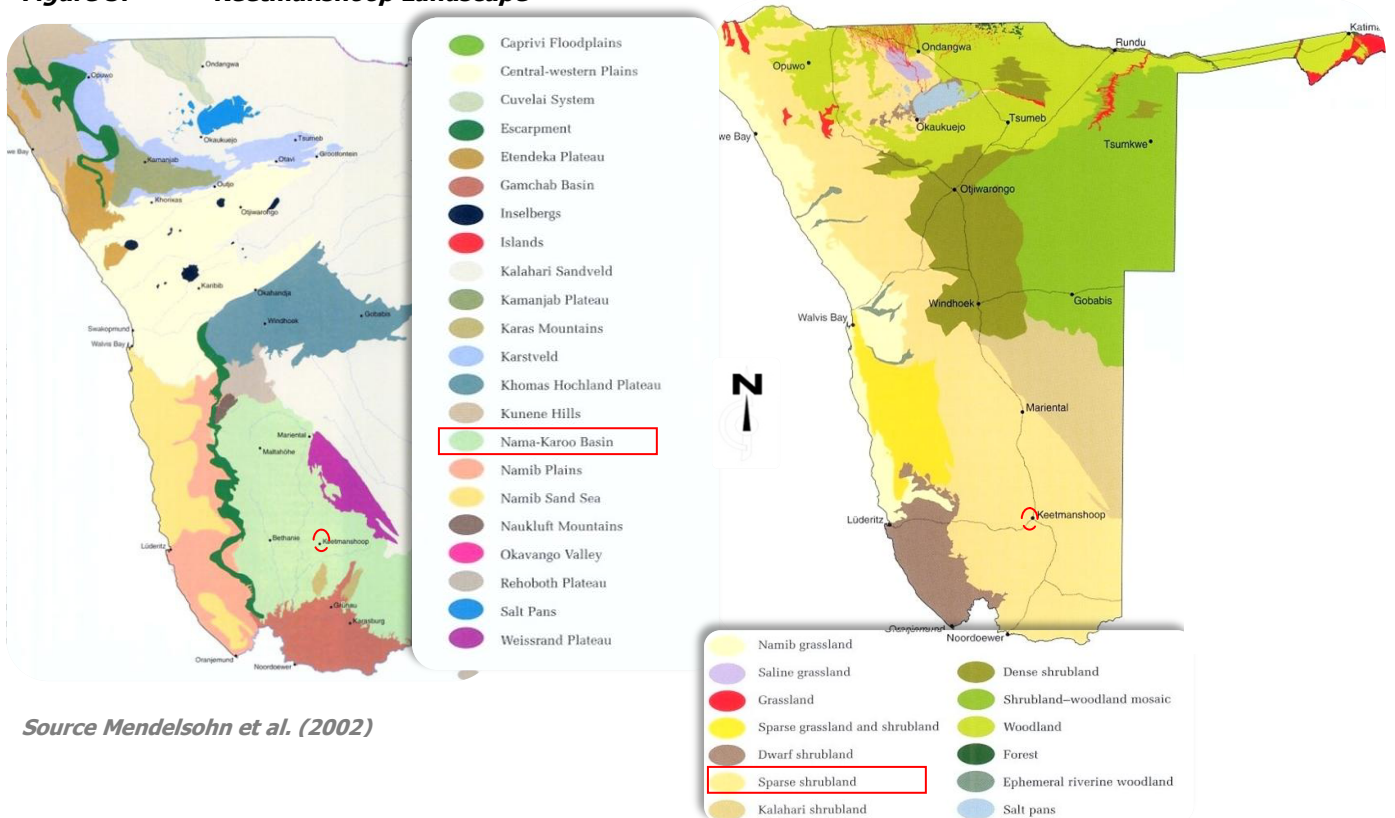 Keetmanshoop Landscape
Opuwo
Ondangwa
Okaukuejo
Tsumeb
we Bay
Kamanjab
Otavi
Grootfontein
Outjo
Khorixas
Otjiwarongo
Karibib
Okahandja
Swakopmund
Windhoek
Gobabis
Walvis Bay
Mariental
Maltahöhe
Lüderitz
Bethanie
Keetmanshoop
Grünau
Karasburg
Oranjemund
Noordoewer
Caprivi Floodplains
Central-western Plains
Cuvelai System
Escarpment
Etendeka Plateau
Gamchab Basin
Inselbergs
Islands
Kalahari Sandveld
Kamanjab Plateau
Karas Mountains
Karstveld
Khomas Hochland Plateau
Kunene Hills
Nama-Karoo Basin
Namib Plains
Namib Sand Sea
Naukluft Mountains
Okavango Valley
Rehoboth Plateau
Salt Pans
Weissrand Plateau
N
Katima
Rundu
Ondangwa
Opuwo
Okaukuejo
Tsumeb
we Bay
Tsumkwe
Otjiwarongo
Windhoek
Gobabis
Walvis Bay
Mariental
Lüderitz
Keetmanshoop
Oranjemund
Noordoewer
Namib grassland
Saline grassland
Grassland
Sparse grassland and shrubland
Dwarf shrubland
Sparse shrubland
Kalahari shrubland
Dense shrubland
Shrubland–woodland mosaic
Woodland
Forest
Ephemeral riverine woodland
Salt pans
Source Mendelsohn et al. (2002)